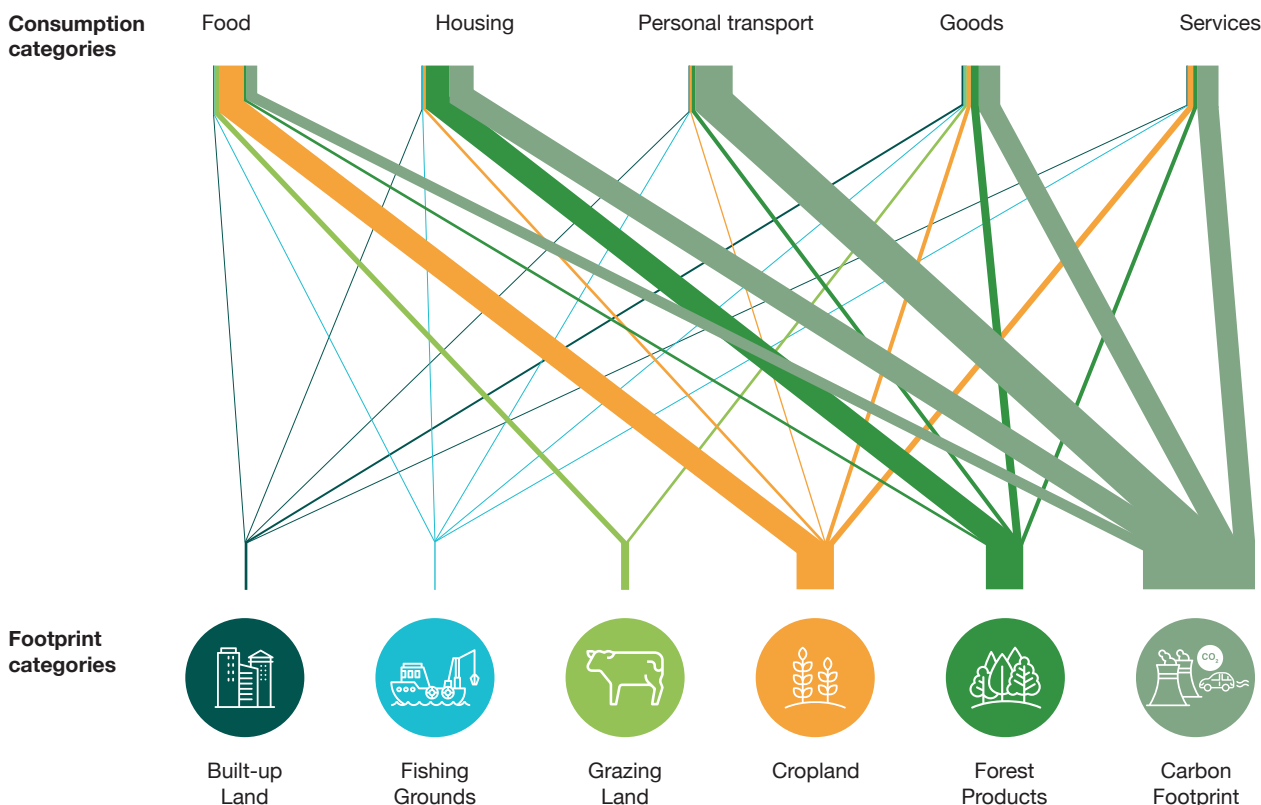 Consumption
categories
Food
Housing
Personal transport
Goods
Services
Footprint
categories
CO₂
Built-up
Land
Fishing
Grounds
Grazing
Land
Cropland
Forest
Products
Carbon
Footprint